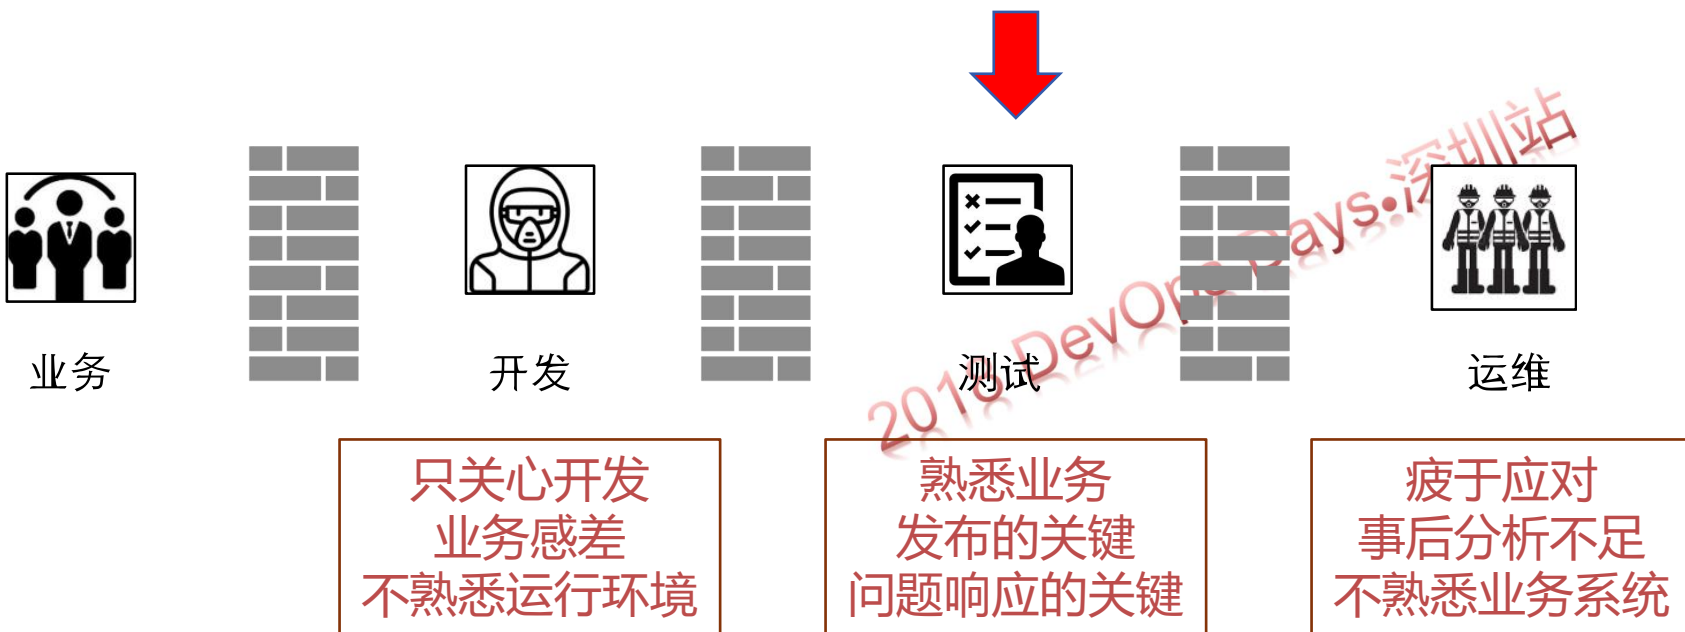 2018 DevOps Days•深圳站
业务
开发
测试
运维
只关心开发
业务感差
不熟悉运行环境
熟悉业务
发布的关键
问题响应的关键
疲于应对
事后分析不足
不熟悉业务系统